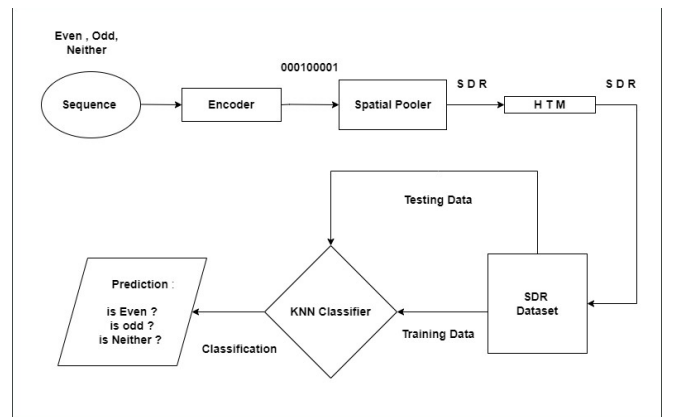 Even , Odd,
Neither
Sequence
Encoder
000100001
Spatial Pooler
S D R
H T M
S D R
Testing Data
SDR
Dataset
Training Data
KNN Classifier
Classification
Prediction :
is Even ?
is odd ?
is Neither ?